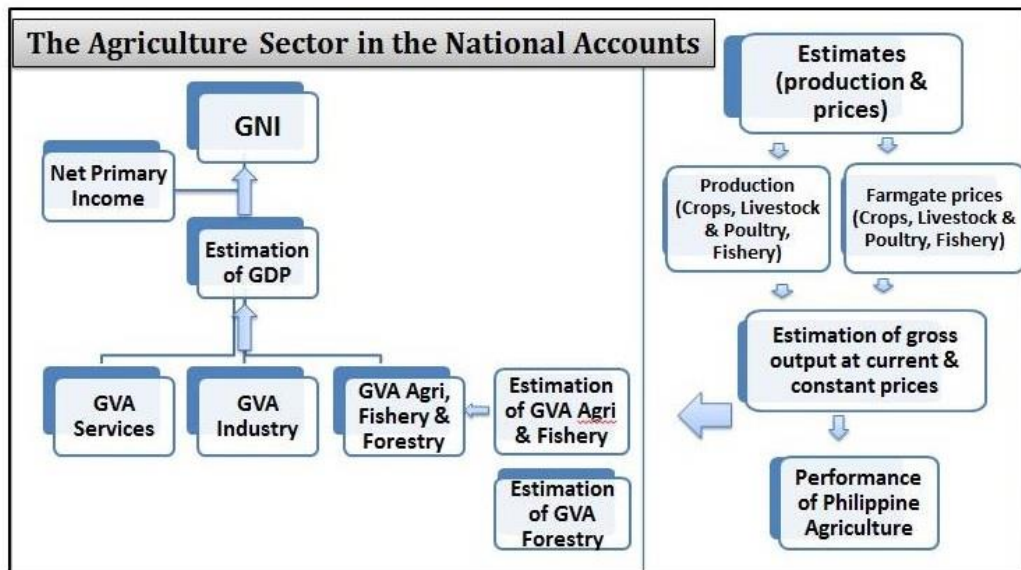 The Agriculture Sector in the National Accounts
GNI
Net Primary
Income
Estimation
of GDP
GVA
Services
GVA
Industry
GVA Agri,
Fishery &
Forestry
Estimation
of GVA Agri
& Fishery
Estimation
of GVA
Forestry
Estimates
(production &
prices)
Production
(Crops, Livestock
& Poultry,
Fishery)
Farmgate prices
(Crops, Livestock &
Poultry, Fishery)
Estimation of gross
output at current &
constant prices
Performance
of Philippine
Agriculture